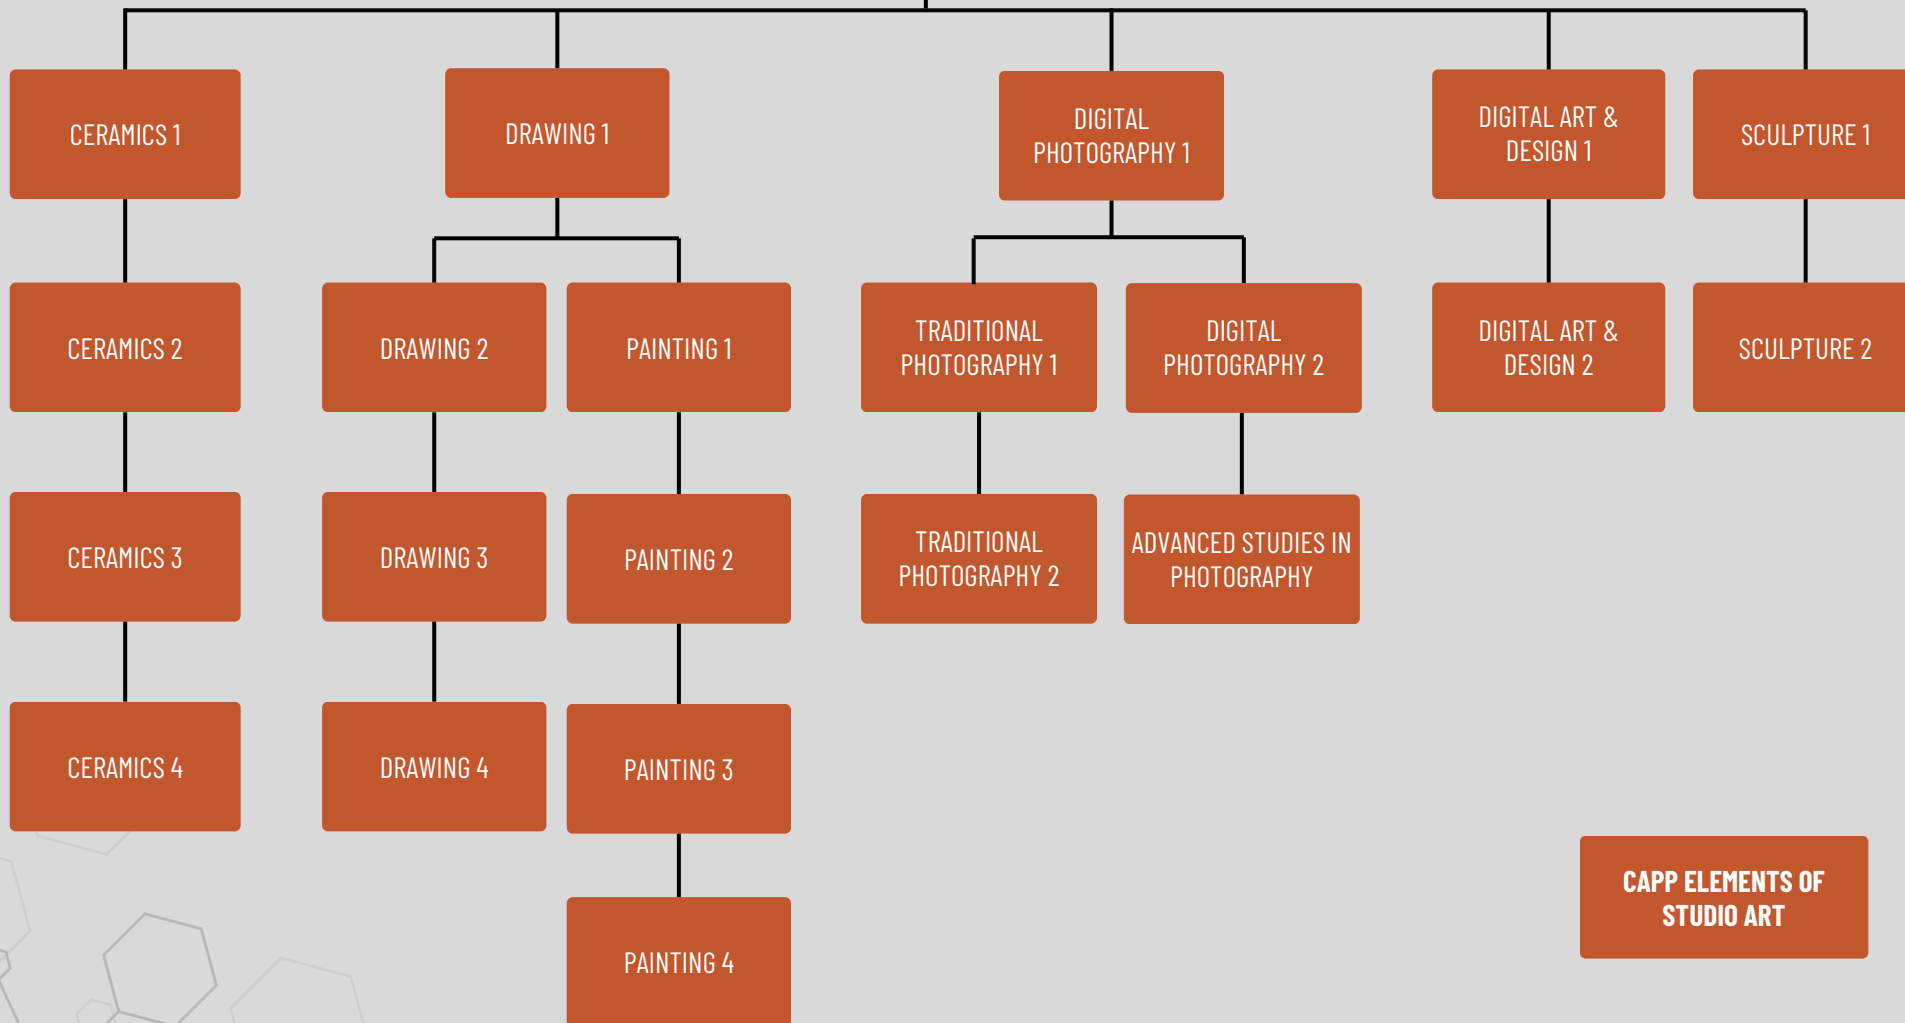 CERAMICS 1
DRAWING 1
DIGITAL
PHOTOGRAPHY 1
DIGITAL ART &
DESIGN 1
SCULPTURE 1
CERAMICS 2
DRAWING 2
PAINTING 1
TRADITIONAL
PHOTOGRAPHY 1
DIGITAL
PHOTOGRAPHY 2
DIGITAL ART &
DESIGN 2
SCULPTURE 2
CERAMICS 3
DRAWING 3
PAINTING 2
TRADITIONAL
PHOTOGRAPHY 2
ADVANCED STUDIES IN
PHOTOGRAPHY
CERAMICS 4
DRAWING 4
PAINTING 3
CAPP ELEMENTS OF
STUDIO ART
PAINTING 4